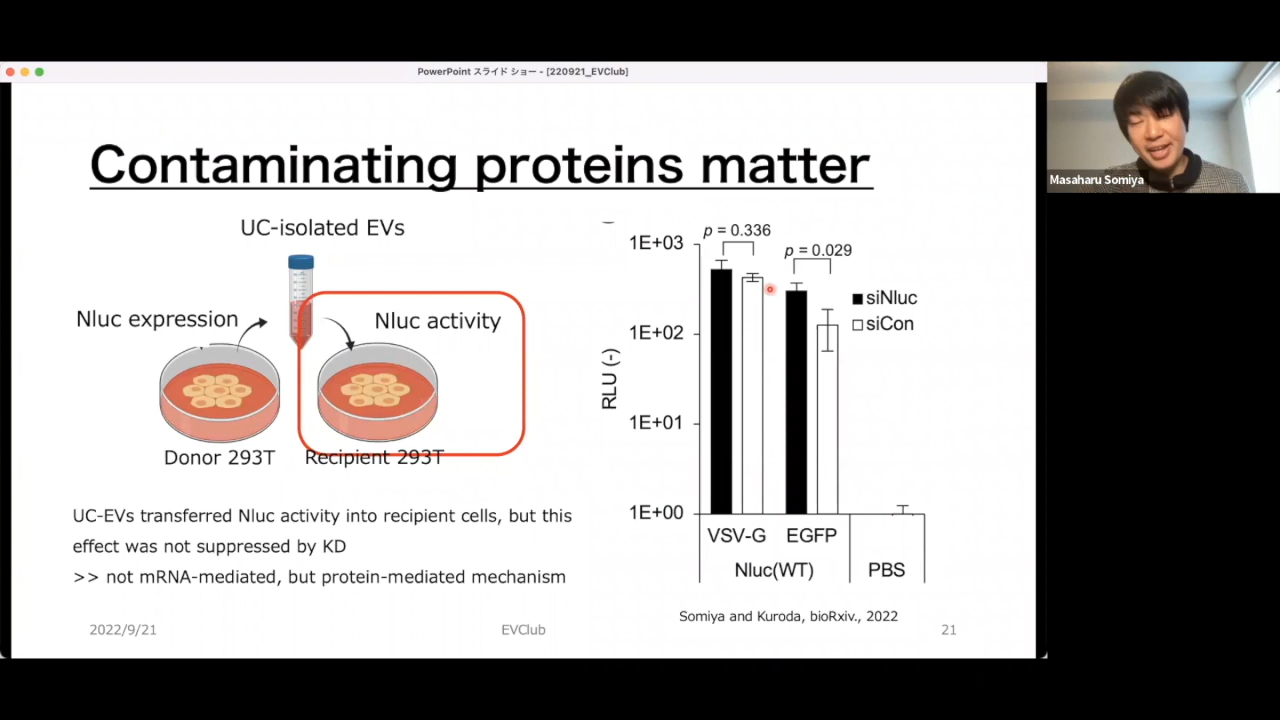 PowerPoint スライド ショー - [220921_EVClub]
Masaharu Somiya
Contaminating proteins matter
UC-isolated EVs
Nluc expression
Nluc activity
Donor 293T
Recipient 293T
UC-EVs transferred Nluc activity into recipient cells, but this
effect was not suppressed by KD
>> not mRNA-mediated, but protein-mediated mechanism
p = 0.336
p = 0.029
1E+03
1E+02
1E+01
1E+00
RLU (-)
siNluc
siCon
VSV-G EGFP
Nluc(WT) PBS
Somiya and Kuroda, bioRxiv., 2022
2022/9/21
EVClub
21